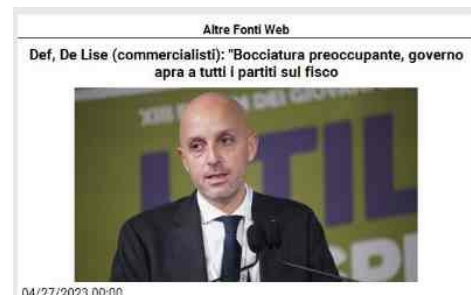 Altre Fonti Web
Def, De Lise (commercialisti): "Bocciatura preoccupante, governo
apra a tutti i partiti sul fisco
UTIL
04/27/2023 00:00